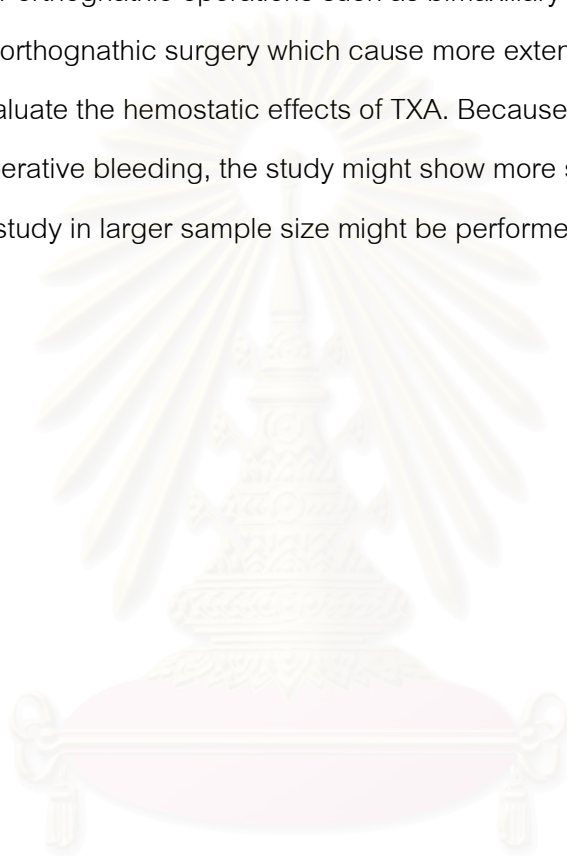 orthognathic operations such as bimaxillary
orthognathic surgery which cause more exten
aluate the hemostatic effects of TXA. Because
erative bleeding, the study might show more s
study in larger sample size might be performe